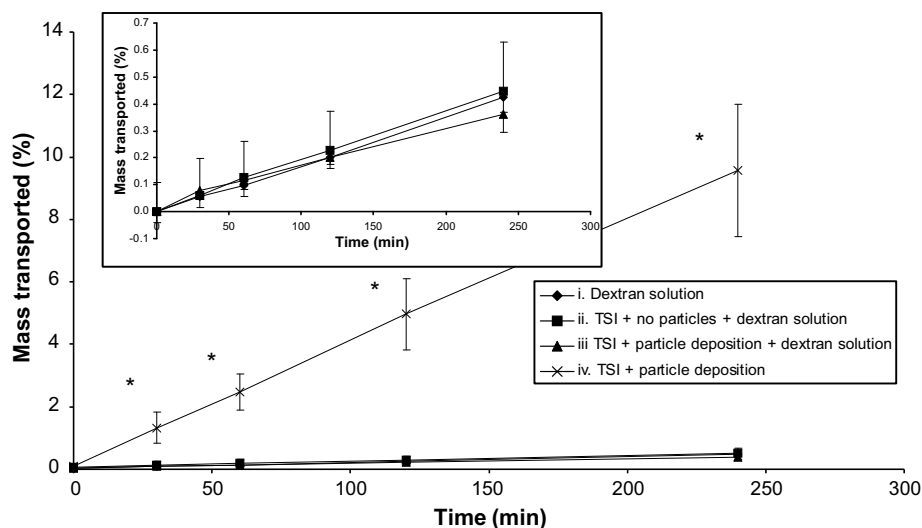 14
12
10
8
6
4
2
0
Mass transported (%)
0 50 100 150 200 250 300
Time (min)
0.7
0.6
0.5
0.4
0.3
0.2
0.1
0.0
-0.1
Mass transported (%)
0 50 100 150 200 250 300
Time (min)
*
*
*
*
i. Dextran solution
ii. TSI + no particles + dextran solution
iii TSI + particle deposition + dextran solution
iv. TSI + particle deposition